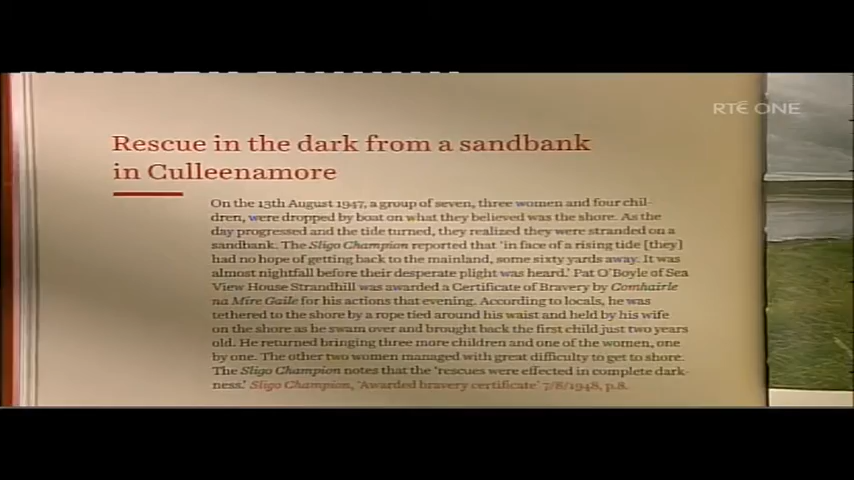 RTÉ ONE
Rescue in the dark from a sandbank
in Culleenamore
On the 13th August 1947, a group of seven, three women and four chil-
dren, were dropped by boat on what they believed was the shore. As the
day progressed and the tide turned, they realized they were stranded on a
sandbank. The Sligo Champion reported that 'in face of a rising tide [they]
had no hope of getting back to the mainland, some sixty yards away. It was
almost nightfall before their desperate plight was heard.' Pat O'Boyle of Sea
View House Strandhill was awarded a Certificate of Bravery by Comhairle
na Mire Gaile for his actions that evening. According to locals, he was
tethered to the shore by a rope tied around his waist and held by his wife
on the shore as he swam over and brought back the first child just two years
old. He returned bringing three more children and one of the women, one
by one. The other two women managed with great difficulty to get to shore.
The Sligo Champion notes that the 'rescues were effected in complete dark-
ness.' Sligo Champion, 'Awarded bravery certificate' 7/8/1948, p.8.